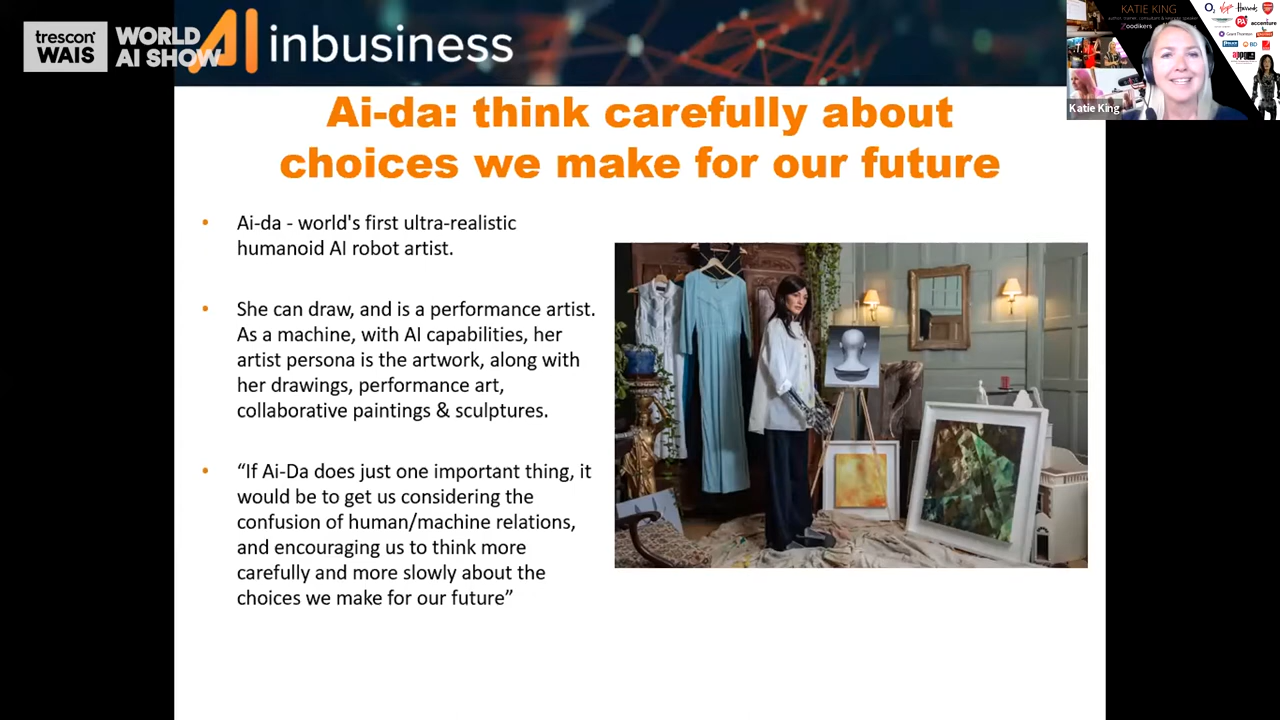 trescon
WAIS
WORLD
AI SHOW
AI inbusiness
KATIE KING
Zoodikers
Katie King
Ai-da: think carefully about
choices we make for our future
• Ai-da - world's first ultra-realistic
humanoid AI robot artist.
• She can draw, and is a performance artist.
As a machine, with AI capabilities, her
artist persona is the artwork, along with
her drawings, performance art,
collaborative paintings & sculptures.
• “If Ai-Da does just one important thing, it
would be to get us considering the
confusion of human/machine relations,
and encouraging us to think more
carefully and more slowly about the
choices we make for our future”